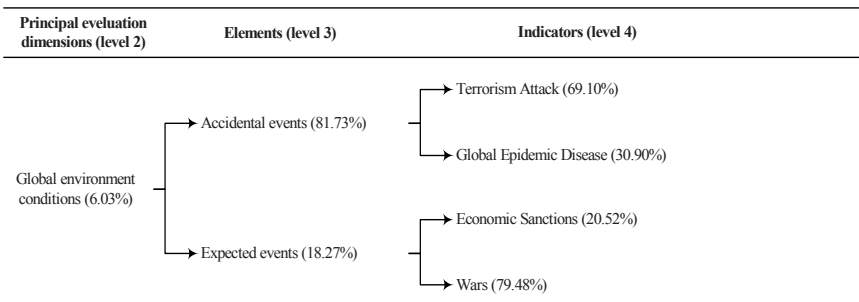 Principal eveluation
dimensions (level 2)
Elements (level 3)
Indicators (level 4)
Terrorism Attack (69.10%)
Accidental events (81.73%)
Global Epidemic Disease (30.90%)
Global environment
conditions (6.03%)
Economic Sanctions (20.52%)
Expected events (18.27%)
Wars (79.48%)